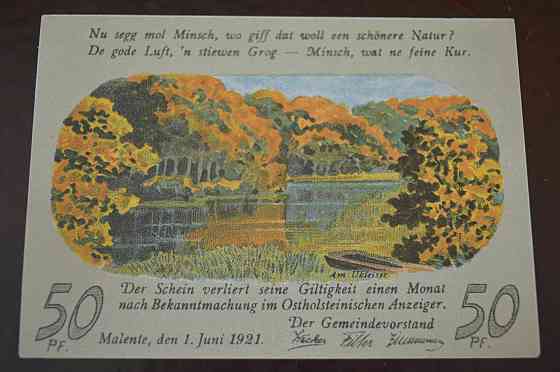 Nu segg mol Minsch, wo giff dat woll een schönere Natur?
De gode Luft, 'n stiewen Grog — Minsch, wat ne feine Kur.
Am Ukleisee
Der Schein verliert seine Giltigkeit einen Monat
nach Bekanntmachung im Ostholsteinischen Anzeiger.
Der Gemeindevorstand
50 PF.
Malente, den 1. Juni 1921.
50 PF.